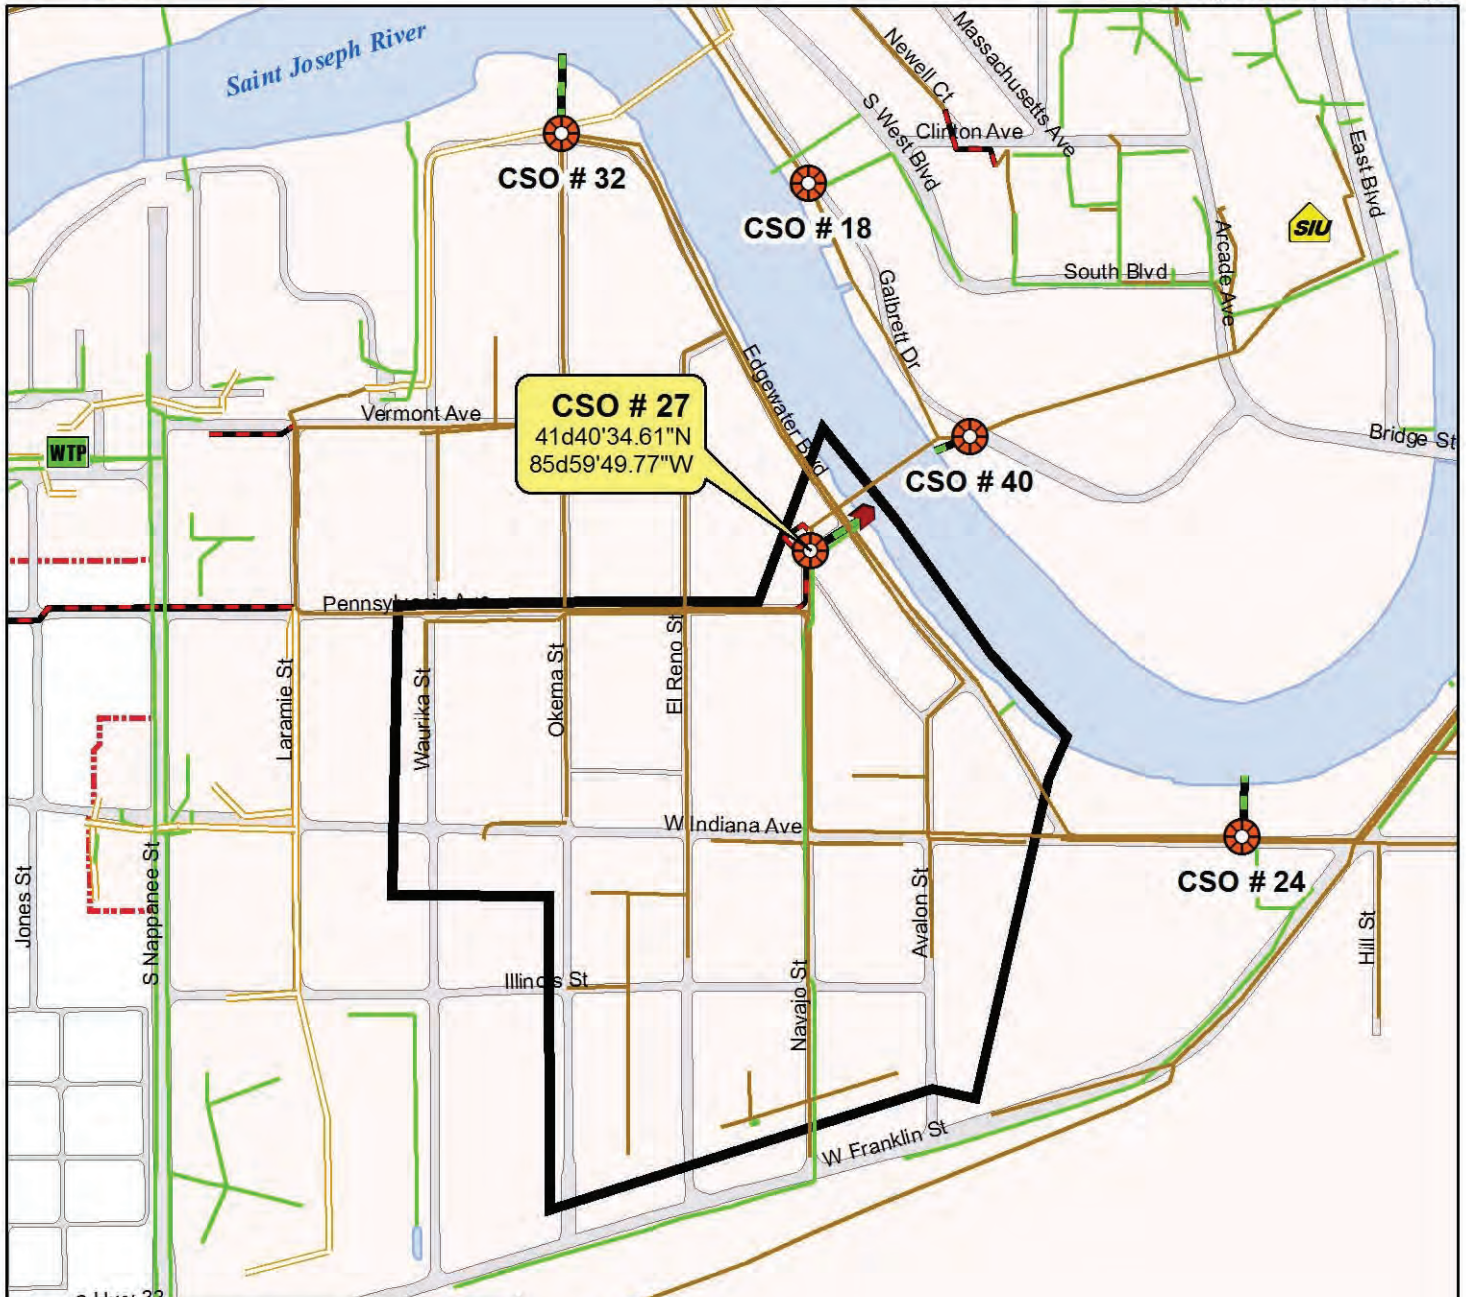 Saint Joseph River
Newell Ct
Massachusetts Ave
S West Blvd
Clinton Ave
East Blvd
CSO # 32
CSO # 18
SIU
Arcade Ave
South Blvd
Galbrett Dr
Edgewater Blvd
CSO # 27
41d40'34.61"N
85d59'49.77"W
Vermont Ave
WTP
Bridge St
CSO # 40
Pennsylvania Ave
Laramie St
Waurika St
Okema St
El Reno St
W Indiana Ave
CSO # 24
Jones St
S Nappanee St
Avalon St
Hill St
Illinois St
Navajo St
W Franklin St